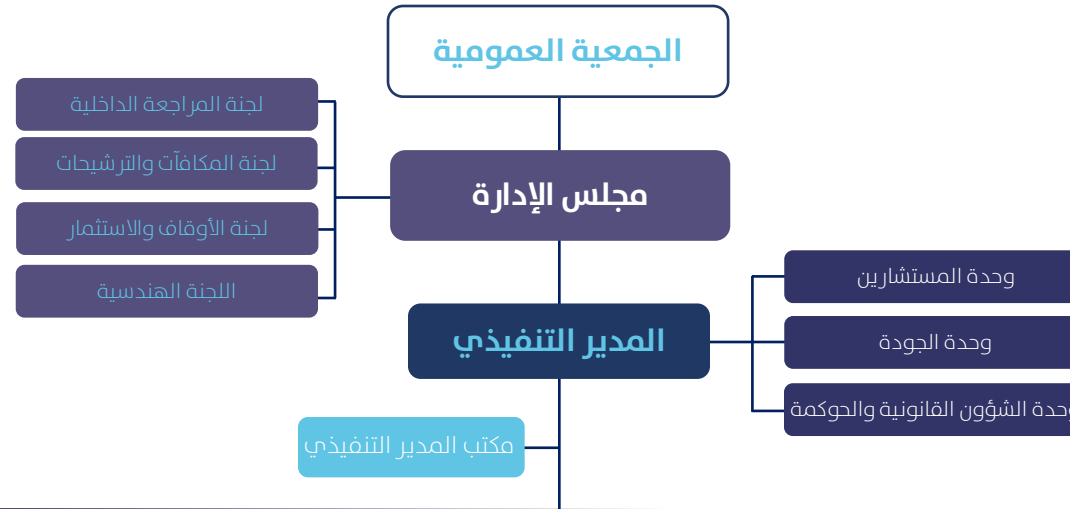 الجمعية العمومية
مجلس الإدارة
لجنة المراجعة الداخلية
لجنة المكافآت والترشيحات
لجنة الأوقاف والاستثمار
اللجنة الهندسية
المدير التنفيذي
وحدة المستشارين
وحدة الجودة
وحدة الشؤون القانونية والحوكمة
مكتب المدير التنفيذي